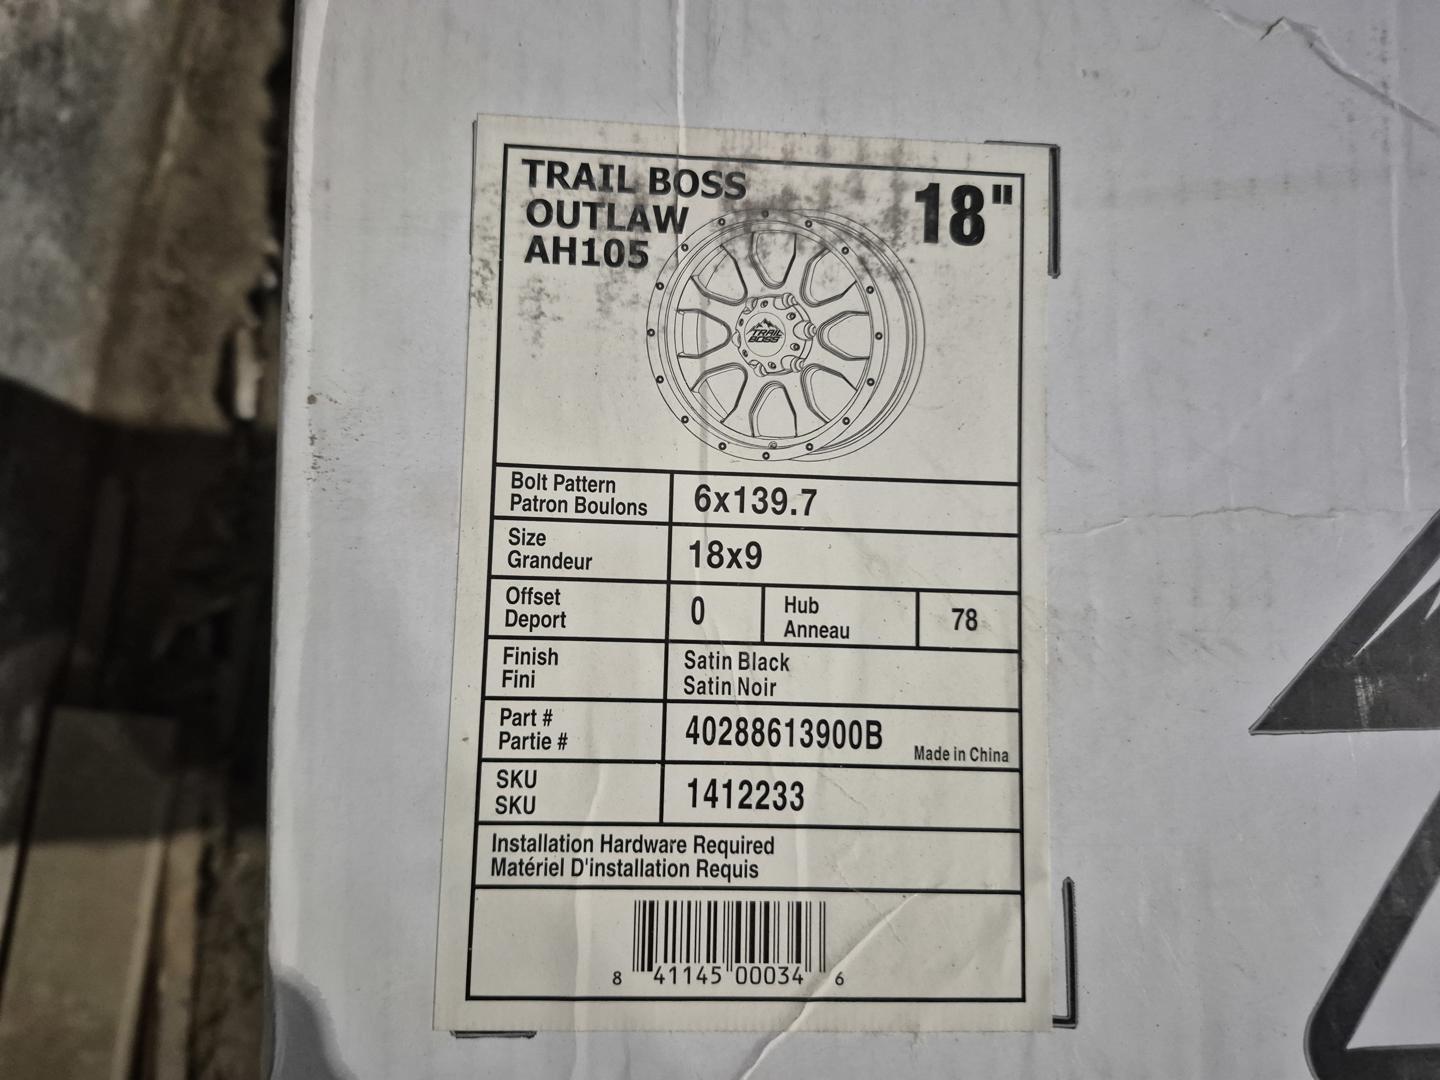 TRAIL BOSS
OUTLAW
AH105
18"
TRAIL
BOSS
Bolt Pattern
Patron Boulons
6x139.7
Size
Grandeur
18x9
Offset
Deport
0
Hub
Anneau
78
Finish
Fini
Satin Black
Satin Noir
Part #
Partie #
40288613900B
Made in China
SKU
SKU
1412233
Installation Hardware Required
Matériel D'installation Requis
8 41145 00034 6